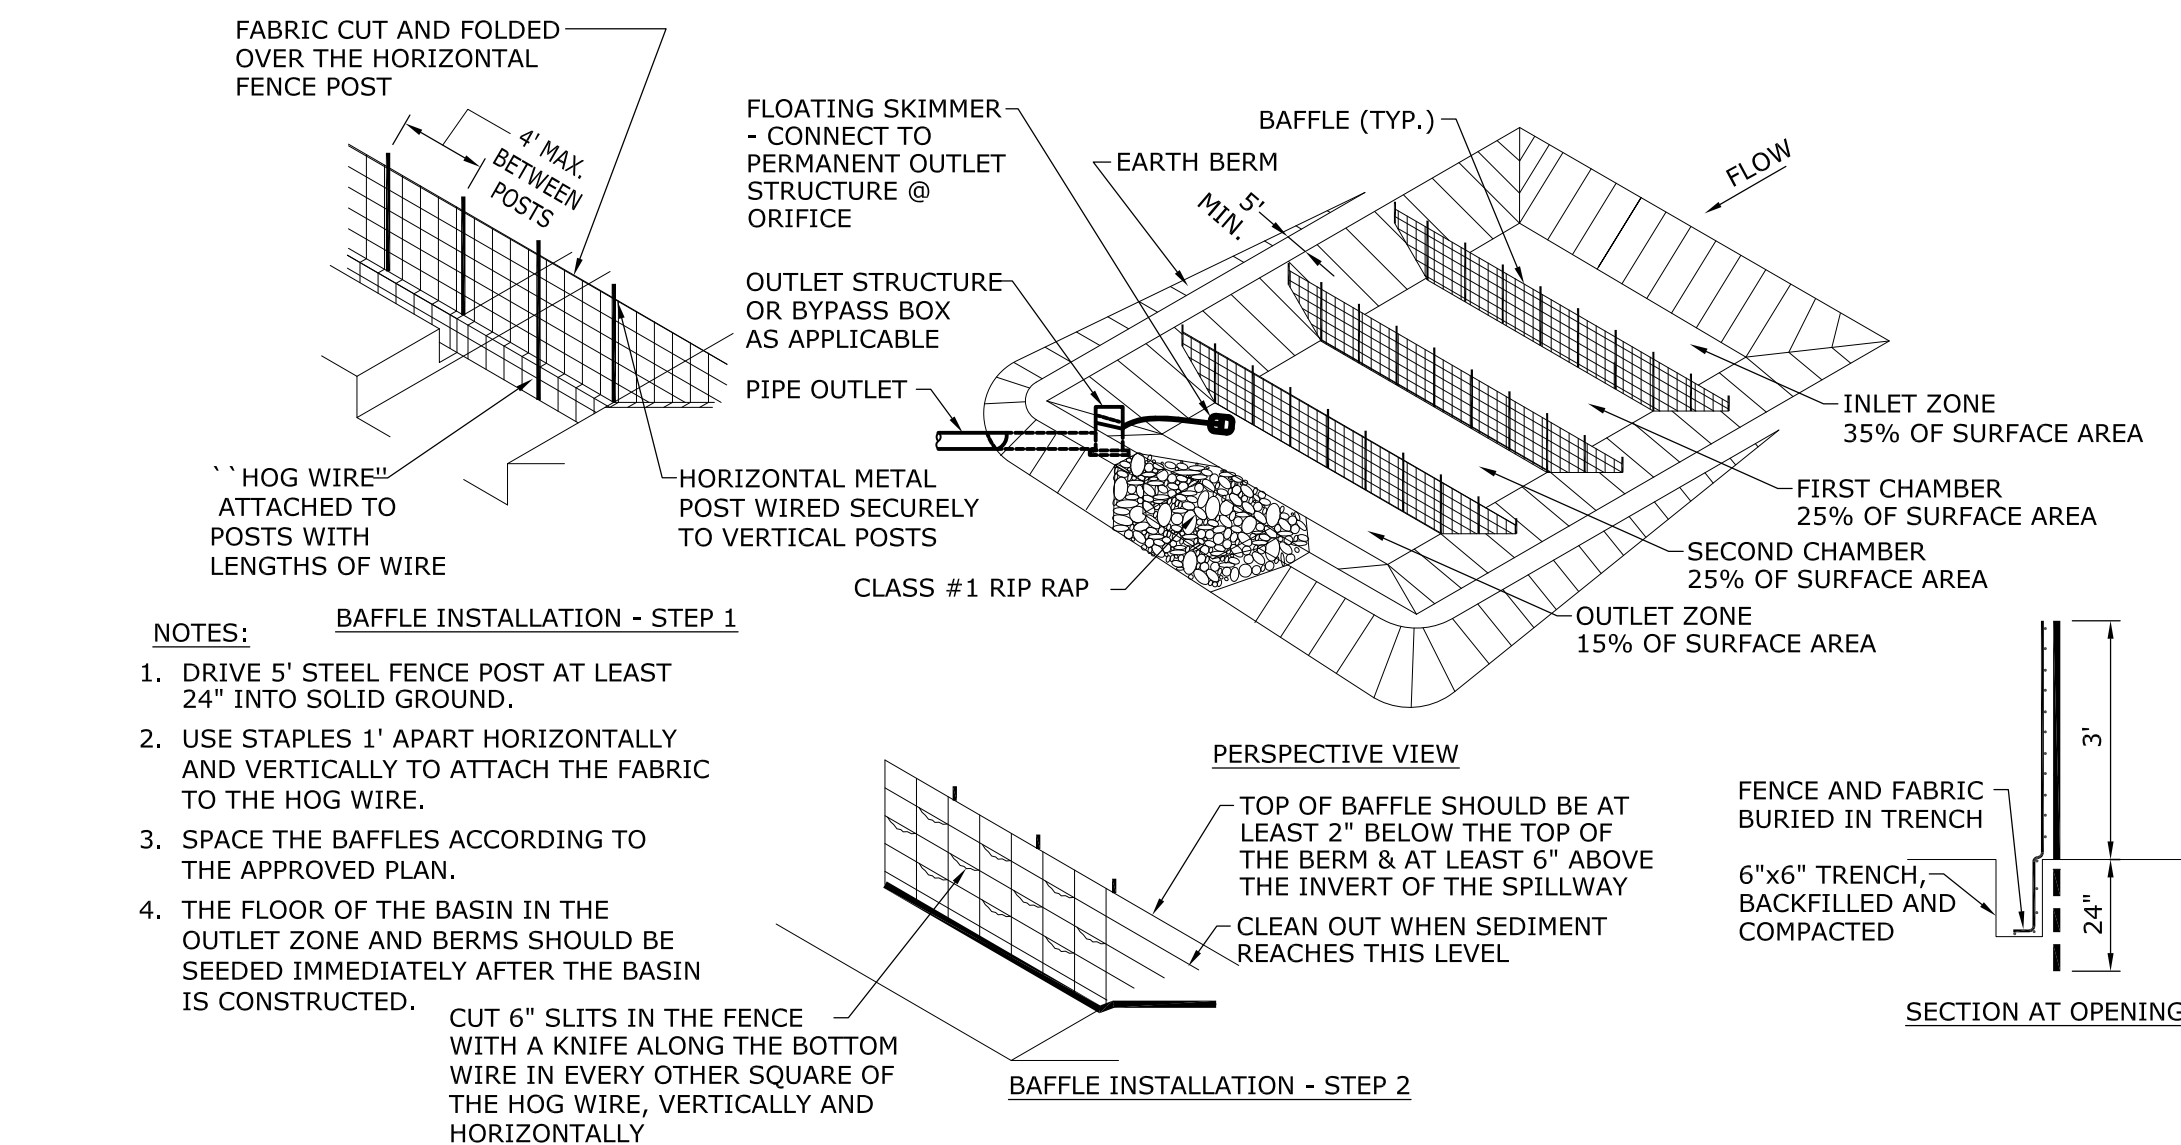 FABRIC CUT AND FOLDED
OVER THE HORIZONTAL
FENCE POST
4' MAX.
BETWEEN
POSTS
``HOG WIRE"
ATTACHED TO
POSTS WITH
LENGTHS OF WIRE
HORIZONTAL METAL
POST WIRED SECURELY
TO VERTICAL POSTS
BAFFLE INSTALLATION - STEP 1
FLOATING SKIMMER
- CONNECT TO
PERMANENT OUTLET
STRUCTURE @
ORIFICE
OUTLET STRUCTURE
OR BYPASS BOX
AS APPLICABLE
PIPE OUTLET
EARTH BERM
5'
MIN.
BAFFLE (TYP.)
FLOW
INLET ZONE
35% OF SURFACE AREA
FIRST CHAMBER
25% OF SURFACE AREA
SECOND CHAMBER
25% OF SURFACE AREA
OUTLET ZONE
15% OF SURFACE AREA
CLASS #1 RIP RAP
PERSPECTIVE VIEW
NOTES:
1. DRIVE 5' STEEL FENCE POST AT LEAST
24" INTO SOLID GROUND.
2. USE STAPLES 1' APART HORIZONTALLY
AND VERTICALLY TO ATTACH THE FABRIC
TO THE HOG WIRE.
3. SPACE THE BAFFLES ACCORDING TO
THE APPROVED PLAN.
4. THE FLOOR OF THE BASIN IN THE
OUTLET ZONE AND BERMS SHOULD BE
SEEDED IMMEDIATELY AFTER THE BASIN
IS CONSTRUCTED.
CUT 6" SLITS IN THE FENCE
WITH A KNIFE ALONG THE BOTTOM
WIRE IN EVERY OTHER SQUARE OF
THE HOG WIRE, VERTICALLY AND
HORIZONTALLY
TOP OF BAFFLE SHOULD BE AT
LEAST 2" BELOW THE TOP OF
THE BERM & AT LEAST 6" ABOVE
THE INVERT OF THE SPILLWAY
CLEAN OUT WHEN SEDIMENT
REACHES THIS LEVEL
BAFFLE INSTALLATION - STEP 2
FENCE AND FABRIC
BURIED IN TRENCH
6"x6" TRENCH,
BACKFILLED AND
COMPACTED
3'
24"
SECTION AT OPENING